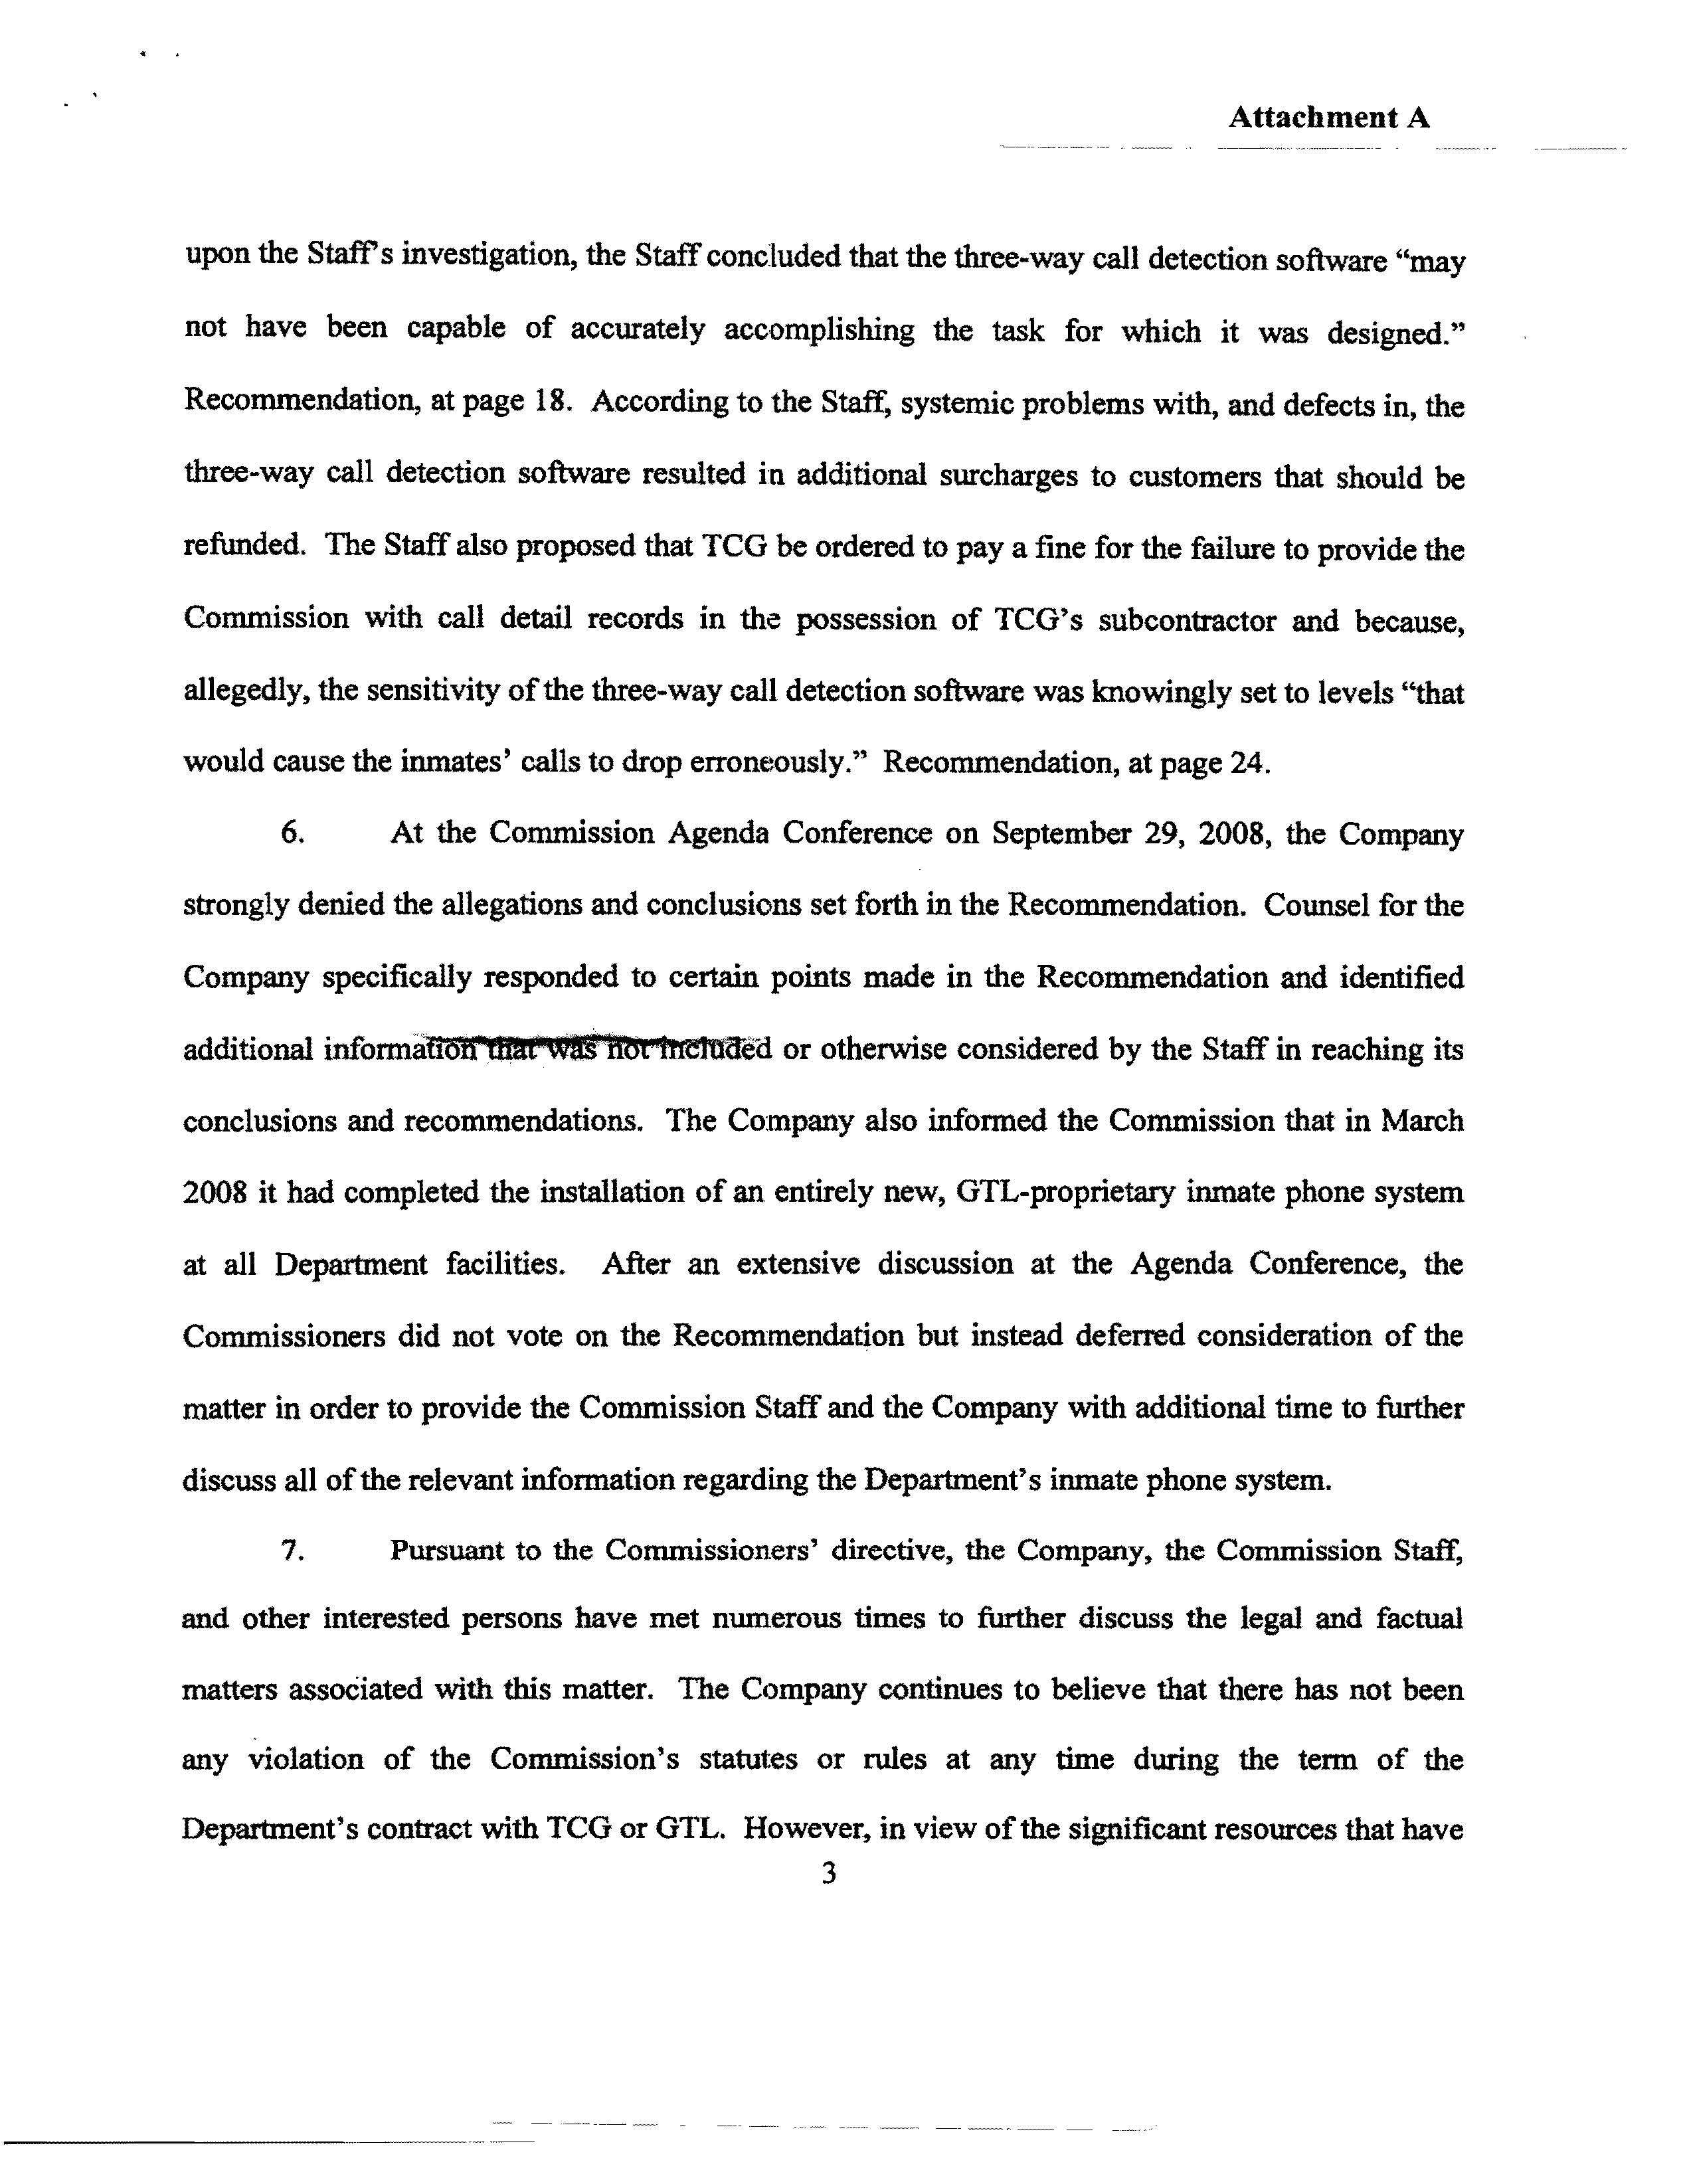 Attachment A
upon the Staff's investigation, the Staff concluded that the three-way call detection software “may
not have been capable of accurately accomplishing the task for which it was designed.”
Recommendation, at page 18. According to the Staff, systemic problems with, and defects in, the
three-way call detection software resulted in additional surcharges to customers that should be
refunded. The Staff also proposed that TCG be ordered to pay a fine for the failure to provide the
Commission with call detail records in the possession of TCG’s subcontractor and because,
allegedly, the sensitivity of the three-way call detection software was knowingly set to levels “that
would cause the inmates’ calls to drop erroneously.” Recommendation, at page 24.
6. At the Commission Agenda Conference on September 29, 2008, the Company
strongly denied the allegations and conclusions set forth in the Recommendation. Counsel for the
Company specifically responded to certain points made in the Recommendation and identified
additional information that was not included or otherwise considered by the Staff in reaching its
conclusions and recommendations. The Company also informed the Commission that in March
2008 it had completed the installation of an entirely new, GTL-proprietary inmate phone system
at all Department facilities. After an extensive discussion at the Agenda Conference, the
Commissioners did not vote on the Recommendation but instead deferred consideration of the
matter in order to provide the Commission Staff and the Company with additional time to further
discuss all of the relevant information regarding the Department’s inmate phone system.
7. Pursuant to the Commissioners’ directive, the Company, the Commission Staff,
and other interested persons have met numerous times to further discuss the legal and factual
matters associated with this matter. The Company continues to believe that there has not been
any violation of the Commission’s statutes or rules at any time during the term of the
Department’s contract with TCG or GTL. However, in view of the significant resources that have
3